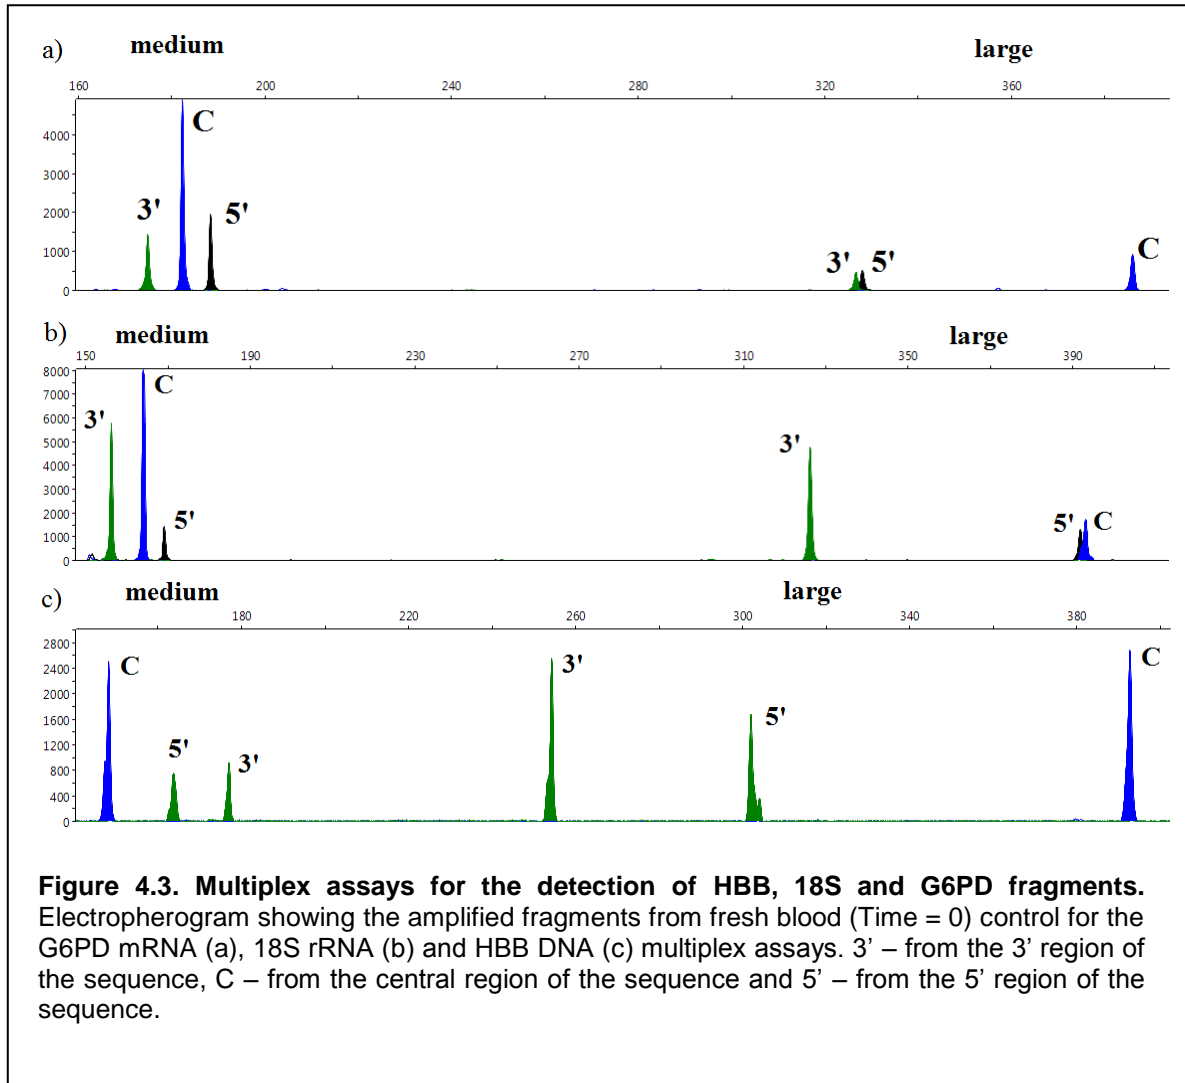 a) medium large
160 200 240 280 320 360
C
4000
3000
3' 5'
2000
1000
3' 5' C
0
b) medium large
150 190 230 270 310 350 390
8000
C
7000
3'
6000
5000
3'
4000
3000
2000
5' 5' C
1000
0
c) medium large
180 220 260 300 340 380
2800
C 3' C
2400
2000
5'
1600
1200
5' 3'
800
400
0
Figure 4.3. Multiplex assays for the detection of HBB, 18S and G6PD fragments.
Electropherogram showing the amplified fragments from fresh blood (Time = 0) control for the
G6PD mRNA (a), 18S rRNA (b) and HBB DNA (c) multiplex assays. 3’ – from the 3’ region of
the sequence, C – from the central region of the sequence and 5’ – from the 5’ region of the
sequence.